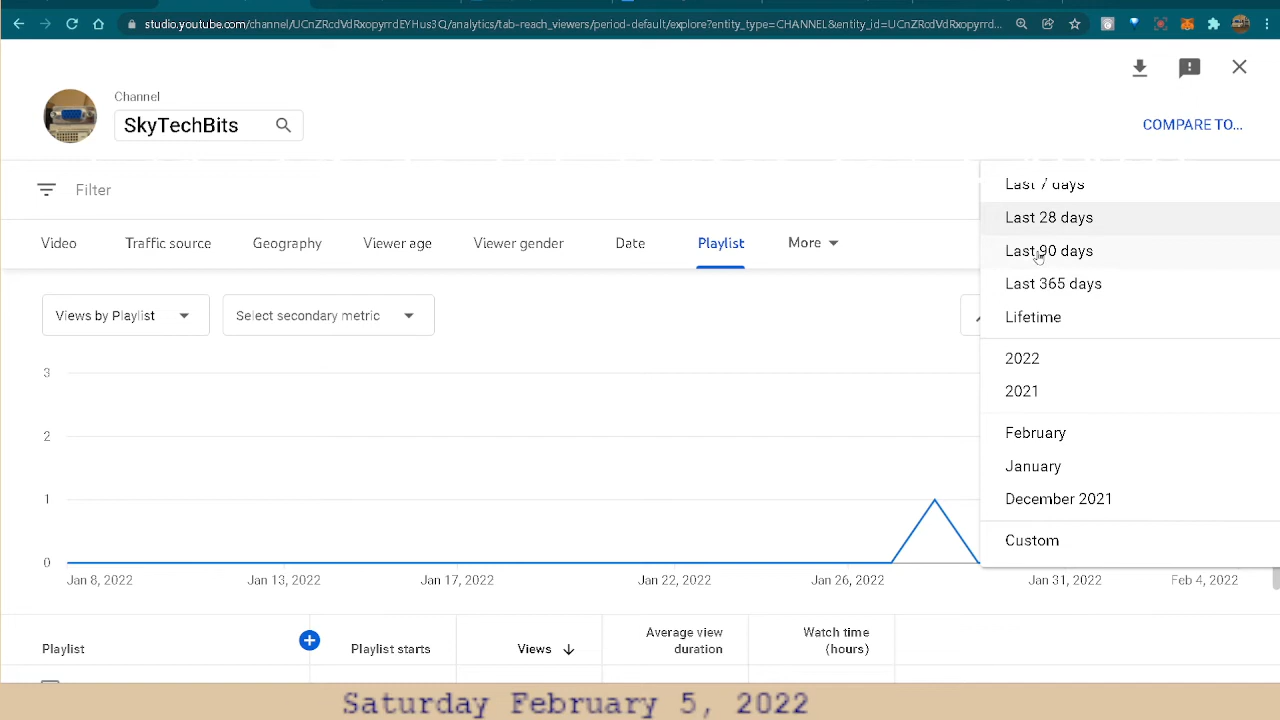 studio.youtube.com/channel/UCnZRcdVdRxopyrrdEYHus3Q/analytics/tab-reach_viewers/period-default/explore?entity_type=CHANNEL&entity_id=UCnZRcdVdRxopyrrd...
Channel
SkyTechBits
COMPARE TO...
Filter
Last 7 days
Last 28 days
Video Traffic source Geography Viewer age Viewer gender Date Playlist More
Last 90 days
Last 365 days
Views by Playlist Select secondary metric
Lifetime
2022
2021
February
January
December 2021
Custom
3
2
1
0
Jan 8, 2022 Jan 13, 2022 Jan 17, 2022 Jan 22, 2022 Jan 26, 2022 Jan 31, 2022 Feb 4, 2022
Playlist Playlist starts Views Average view duration Watch time (hours)
Saturday February 5, 2022